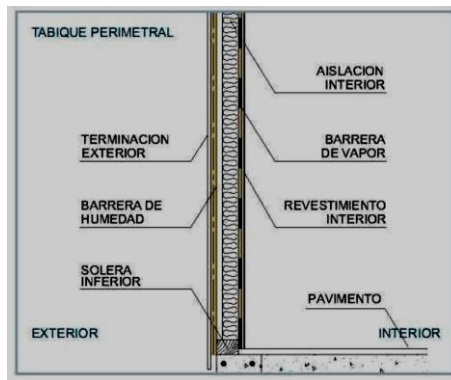 TABIQUE PERIMETRAL
AISLACION
INTERIOR
TERMINACION
EXTERIOR
BARRERA
DE VAPOR
BARRERA DE
HUMEDAD
REVESTIMIENTO
INTERIOR
SOLERA
INFERIOR
PAVIMENTO
EXTERIOR
INTERIOR